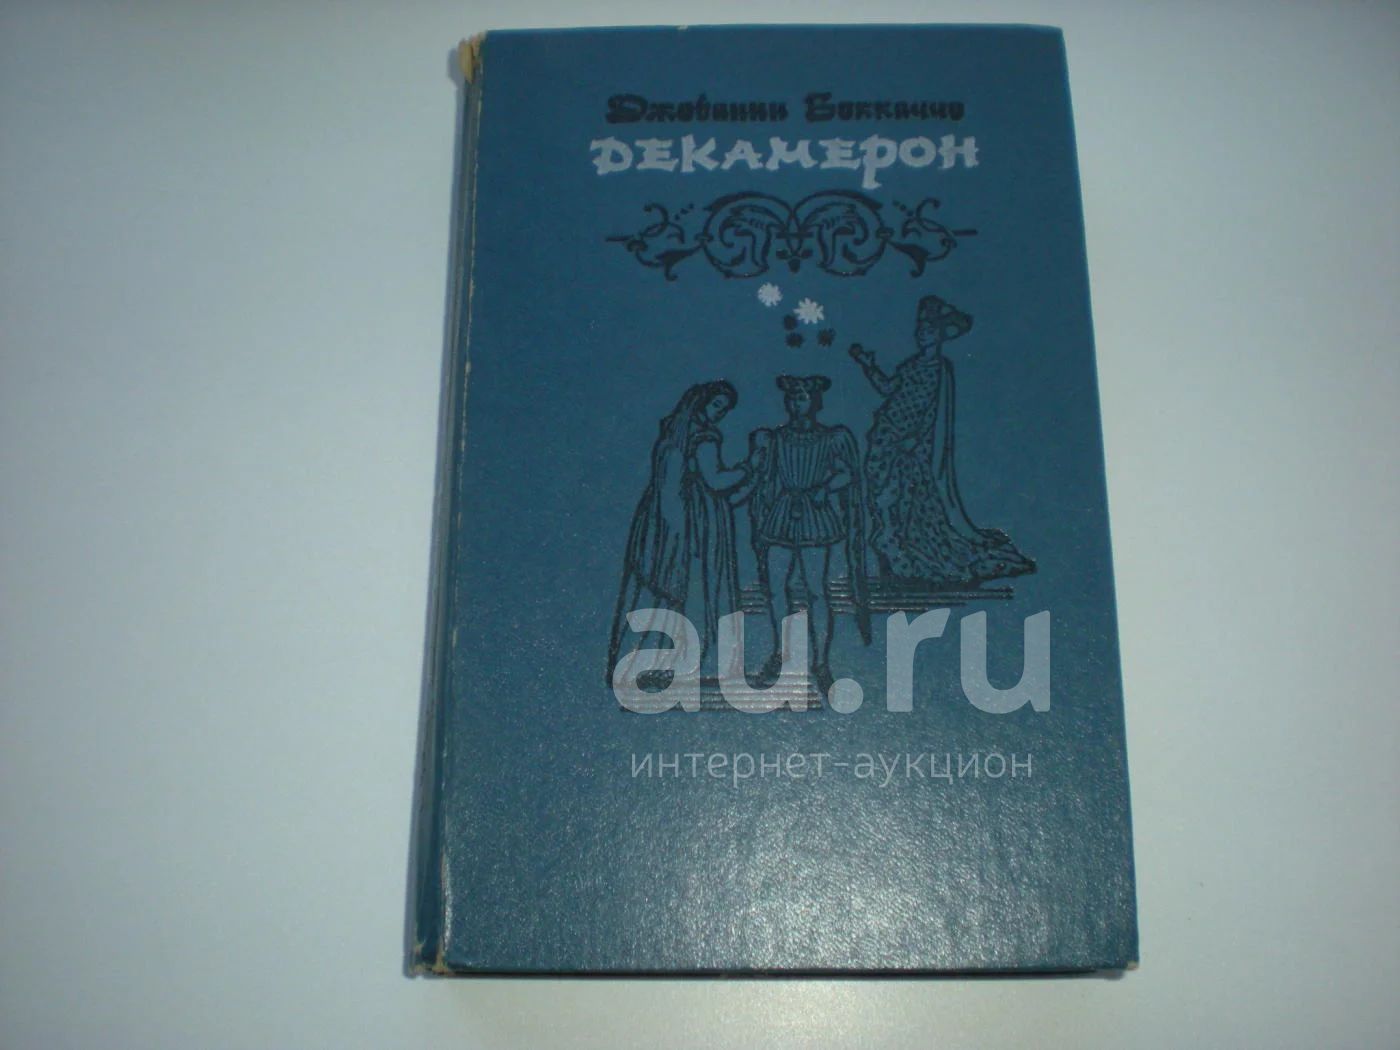 Джованни Боккаччо
ДЕКАМЕРОН
au.ru
интернет-аукцион